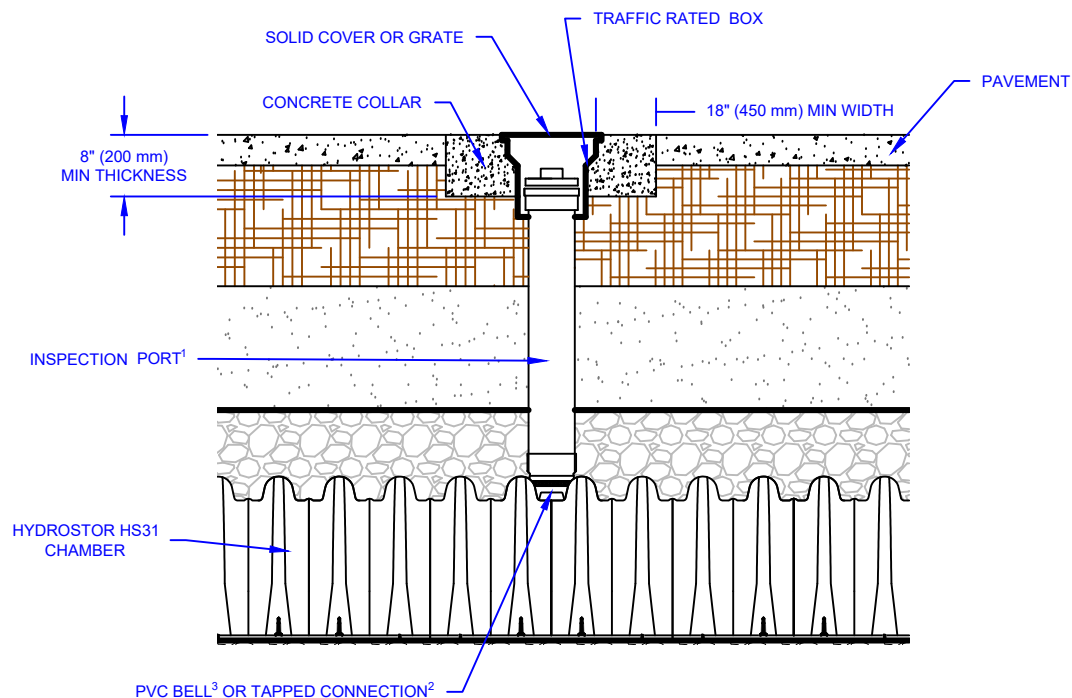 TRAFFIC RATED BOX
SOLID COVER OR GRATE
PAVEMENT
CONCRETE COLLAR
18" (450 mm) MIN WIDTH
8" (200 mm)
MIN THICKNESS
INSPECTION PORT¹
HYDROSTOR HS31
CHAMBER
PVC BELL³ OR TAPPED CONNECTION²